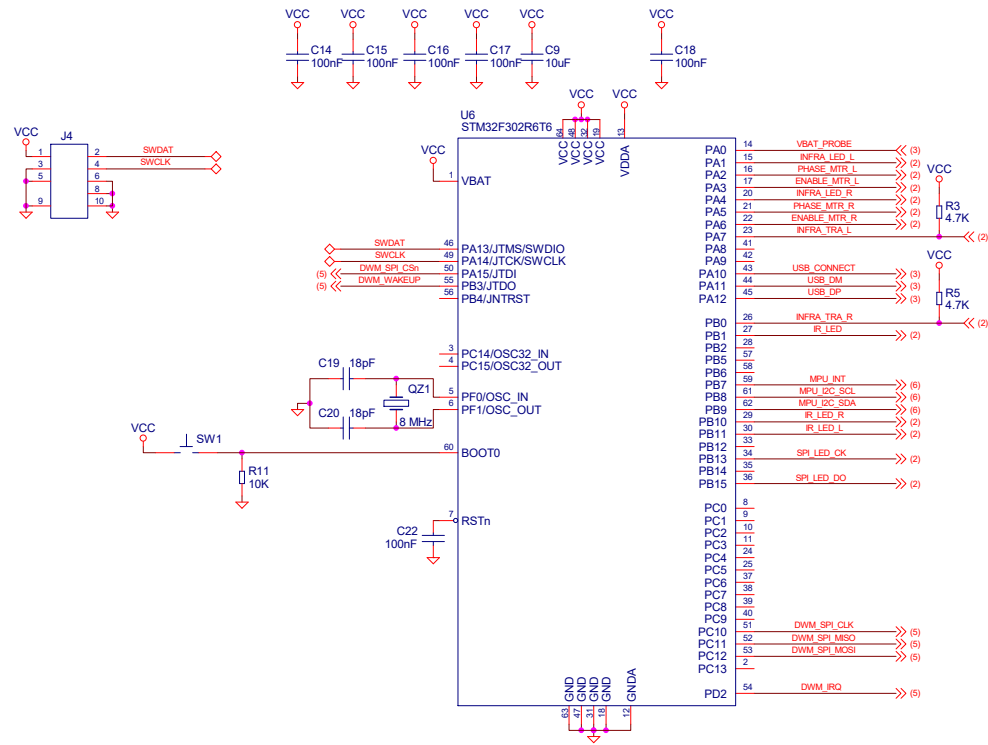 VCC VCC VCC VCC VCC VCC
C14 C15 C16 C17 C9 C18
100nF 100nF 100nF 100nF 10uF 100nF
VCC VCC
U6
STM32F302R6T6
VCC
J4
1 2 SWDAT
3 4 SWCLK
5 6
8
9 10
64 48 32 19 13
VCC VCC VCC VCC VDDA
VCC
1 VBAT
46 SWDAT PA13/JTMS/SWDIO
49 SWCLK PA14/JTCK/SWCLK
(5) DWM_SPI_CSn 50 PA15/JTDI
(5) DWM_WAKEUP 55 PB3/JTDO
56 PB4/JNTRST
3 PC14/OSC32_IN
4 PC15/OSC32_OUT
C19 18pF
QZ1
5 PF0/OSC_IN
6 PF1/OSC_OUT
C20 18pF
8 MHz
VCC
SW1
60 BOOT0
R11
10K
7 RSTn
C22
100nF
PA0 14 VBAT_PROBE (3)
PA1 15 INFRA_LED_L (2)
PA2 16 PHASE_MTR_L (2)
PA3 17 ENABLE_MTR_L (2)
PA4 20 INFRA_LED_R (2)
PA5 21 PHASE_MTR_R (2)
PA6 22 ENABLE_MTR_R (2)
PA7 23 INFRA_TRA_L (2)
VCC
R3
4.7K
PA8 41
PA9 42
PA10 43 USB_CONNECT (3)
PA11 44 USB_DM (3)
PA12 45 USB_DP (3)
VCC
R5
4.7K
PB0 26 INFRA_TRA_R (2)
PB1 27 IR_LED (2)
PB2 28
PB5 57
PB6 58
PB7 59 MPU_INT (6)
PB8 61 MPU_I2C_SCL (6)
PB9 62 MPU_I2C_SDA (6)
PB10 29 IR_LED_R (2)
PB11 30 IR_LED_L (2)
PB12 33
PB13 34 SPI_LED_CK (2)
PB14 35
PB15 36 SPI_LED_DO (2)
PC0 8
PC1 9
PC2 10
PC3 11
PC4 24
PC5 25
PC6 37
PC7 38
PC8 39
PC9 40
PC10 51 DWM_SPI_CLK (5)
PC11 52 DWM_SPI_MISO (5)
PC12 53 DWM_SPI_MOSI (5)
PC13 2
PD2 54 DWM_IRQ (5)
GND GND GND GND GNDA
63 47 31 18 12